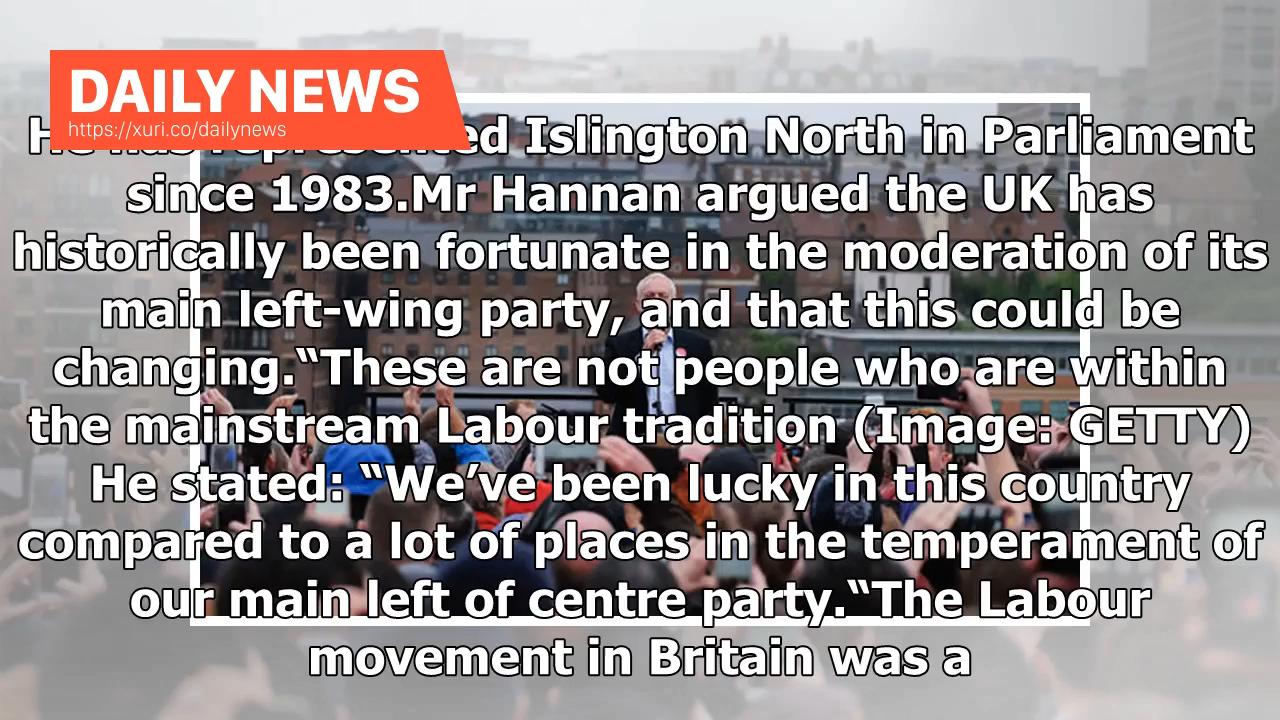 DAILY NEWS
https://xuri.co/dailynews
He has represented Islington North in Parliament
since 1983.Mr Hannan argued the UK has
historically been fortunate in the moderation of its
main left-wing party, and that this could be
changing.“These are not people who are within
the mainstream Labour tradition (Image: GETTY)
He stated: “We’ve been lucky in this country
compared to a lot of places in the temperament of
our main left of centre party.“The Labour
movement in Britain was a